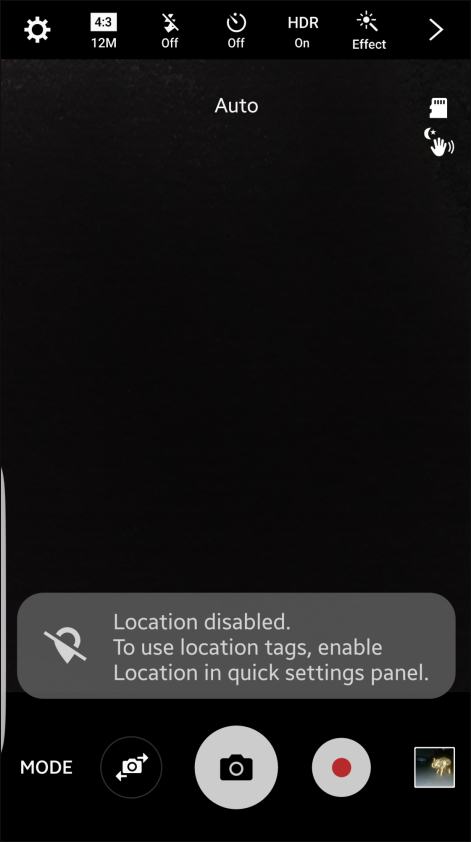 4:3
12M
Off
Off
HDR
On
Effect
Auto
Location disabled.
To use location tags, enable
Location in quick settings panel.
MODE